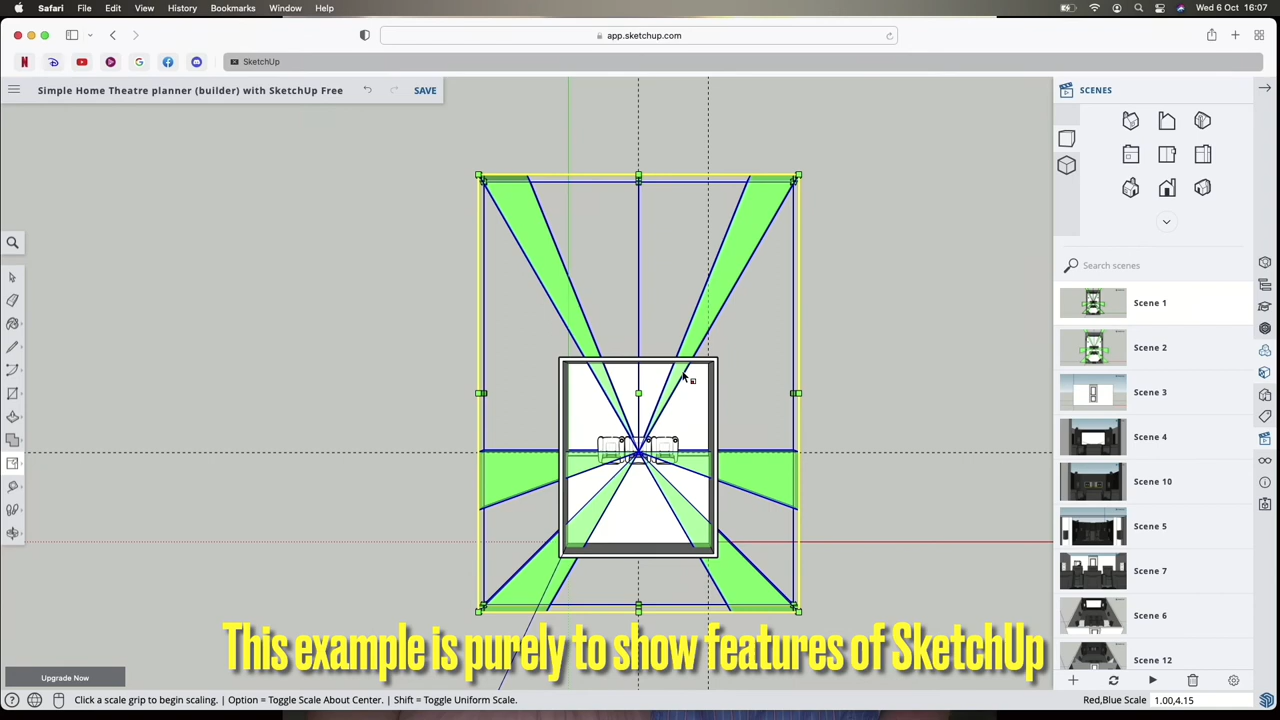 Safari File Edit View History Bookmarks Window Help
Wed 6 Oct 16:07
app.sketchup.com
SketchUp
Simple Home Theatre planner (builder) with SketchUp Free
SAVE
SCENES
Search scenes
Scene 1
Scene 2
Scene 3
Scene 4
Scene 10
Scene 5
Scene 7
Scene 6
Scene 12
This example is purely to show features of SketchUp
Upgrade Now
Click a scale grip to begin scaling. | Option = Toggle Scale About Center. | Shift = Toggle Uniform Scale.
Red,Blue Scale 1.00,4.15